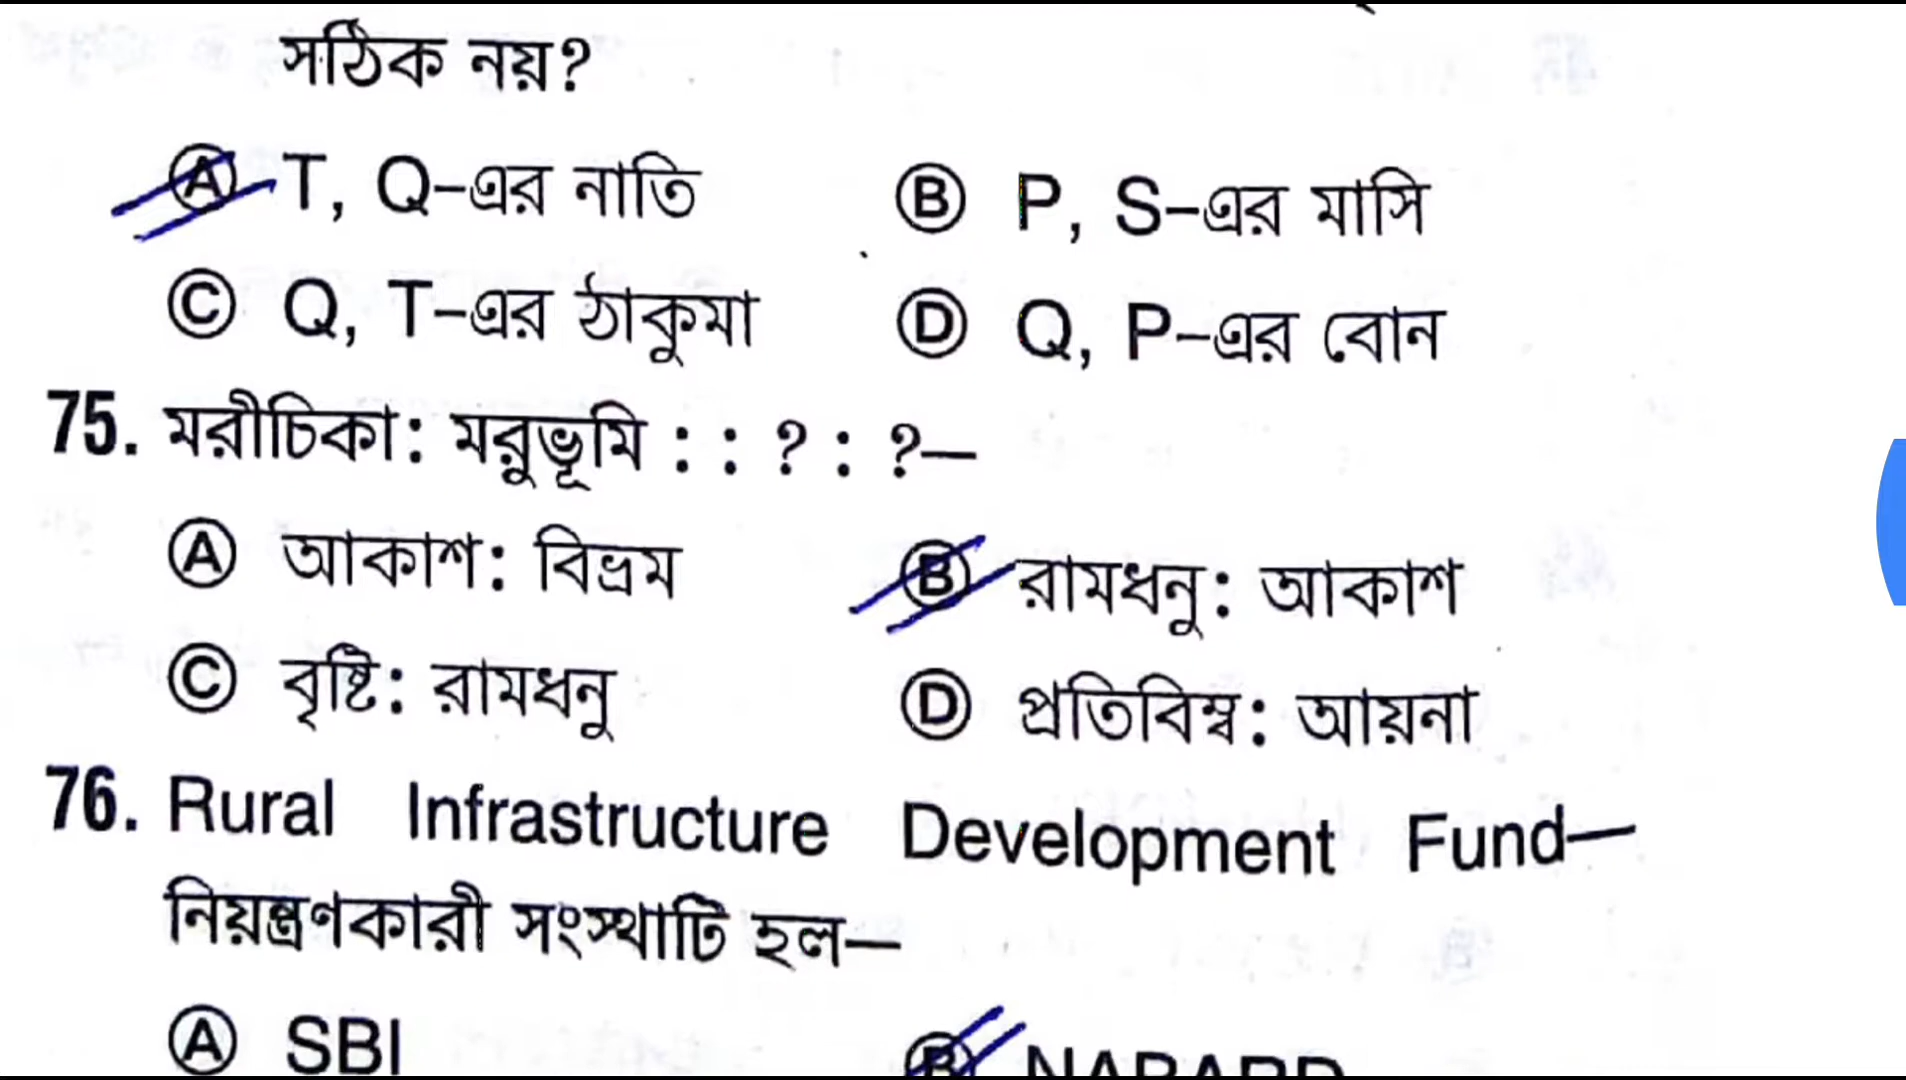 সঠিক নয়?
Ⓐ T, Q–এর নাতি Ⓑ P, S–এর মাসি
Ⓒ Q, T–এর ঠাকুমা Ⓓ Q, P–এর বোন
75. মরীচিকা: মরুভূমি : : ? : ?—
Ⓐ আকাশ: বিভ্রম Ⓑ রামধনু: আকাশ
Ⓒ বৃষ্টি: রামধনু Ⓓ প্রতিবিম্ব: আয়না
76. Rural Infrastructure Development Fund—
নিয়ন্ত্রণকারী সংস্থাটি হল—
Ⓐ SBI Ⓑ NABARD